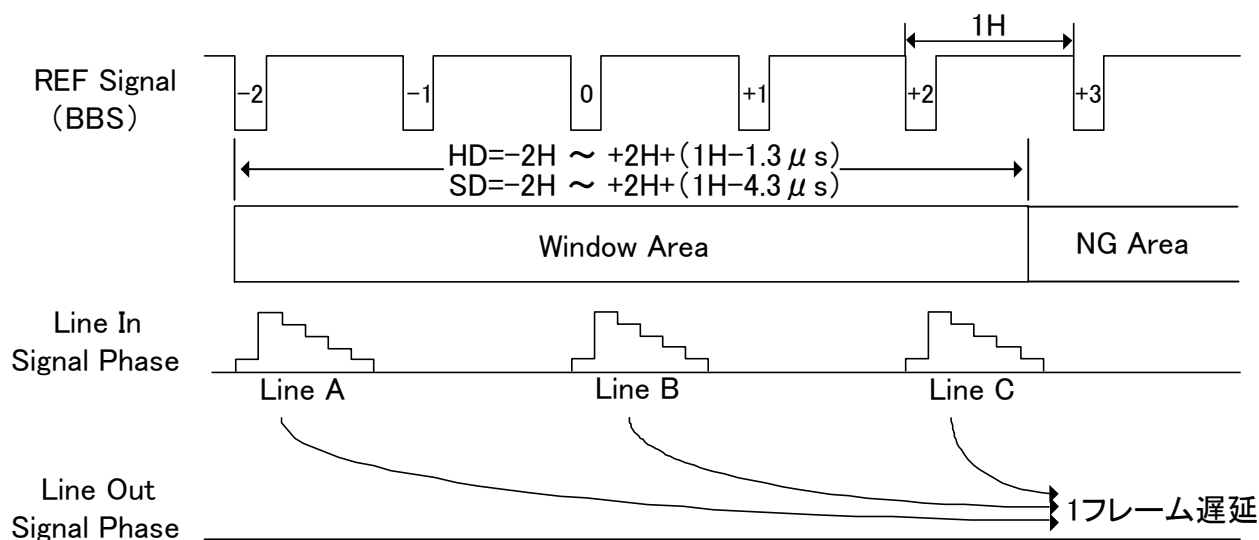 1H
REF Signal
(BBS)
-2
-1
0
+1
+2
+3
HD=-2H ～ +2H+(1H-1.3μs)
SD=-2H ～ +2H+(1H-4.3μs)
Window Area
NG Area
Line In
Signal Phase
Line A
Line B
Line C
Line Out
Signal Phase
1フレーム遅延